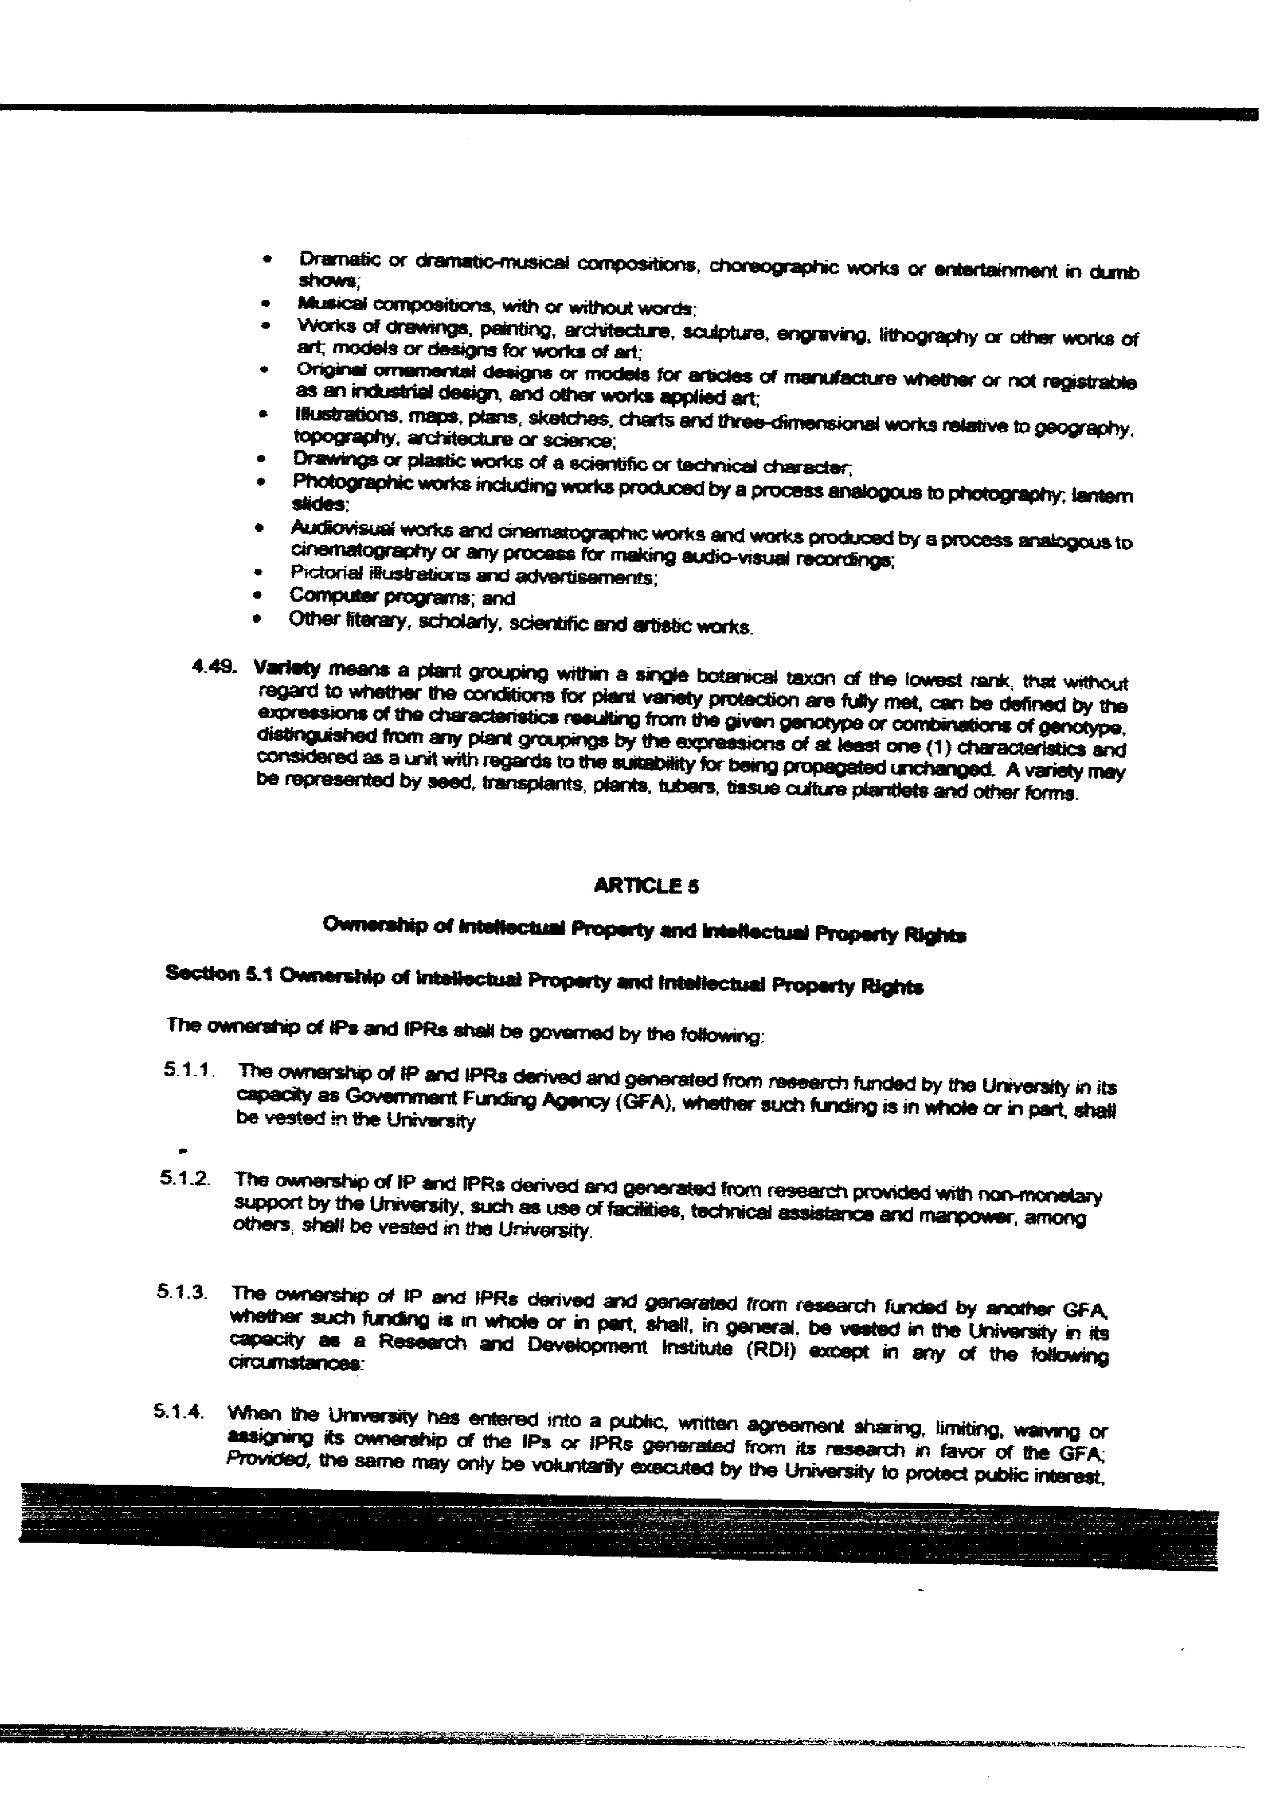 • Dramatic or dramatic-musical compositions, choreographic works or entertainment in dumb
shows;
• Musical compositions, with or without words;
• Works of drawings, painting, architecture, sculpture, engraving, lithography or other works of
art; models or designs for works of art;
• Original ornamental designs or models for articles of manufacture whether or not registrable
as an industrial design, and other works applied art;
• Illustrations, maps, plans, sketches, charts and three-dimensional works relative to geography,
topography, architecture or science;
• Drawings or plastic works of a scientific or technical character;
• Photographic works including works produced by a process analogous to photography; lantern
slides;
• Audiovisual works and cinematographic works and works produced by a process analogous to
cinematography or any process for making audio-visual recordings;
• Pictorial illustrations and advertisements;
• Computer programs; and
• Other literary, scholarly, scientific and artistic works.
4.49. Variety means a plant grouping within a single botanical taxon of the lowest rank, that without
regard to whether the conditions for plant variety protection are fully met, can be defined by the
expressions of the characteristics resulting from the given genotype or combinations of genotype,
distinguished from any plant groupings by the expressions of at least one (1) characteristics and
considered as a unit with regards to the suitability for being propagated unchanged. A variety may
be represented by seed, transplants, plants, tubers, tissue culture plantlets and other forms.
ARTICLE 5
Ownership of Intellectual Property and Intellectual Property Rights
Section 5.1 Ownership of Intellectual Property and Intellectual Property Rights
The ownership of IPs and IPRs shall be governed by the following:
5.1.1. The ownership of IP and IPRs derived and generated from research funded by the University in its
capacity as Government Funding Agency (GFA), whether such funding is in whole or in part, shall
be vested in the University
5.1.2. The ownership of IP and IPRs derived and generated from research provided with non-monetary
support by the University, such as use of facilities, technical assistance and manpower, among
others, shall be vested in the University.
5.1.3. The ownership of IP and IPRs derived and generated from research funded by another GFA,
whether such funding is in whole or in part, shall, in general, be vested in the University in its
capacity as a Research and Development Institute (RDI) except in any of the following
circumstances:
5.1.4. When the University has entered into a public, written agreement sharing, limiting, waiving or
assigning its ownership of the IPs or IPRs generated from its research in favor of the GFA;
Provided, the same may only be voluntarily executed by the University to protect public interest,